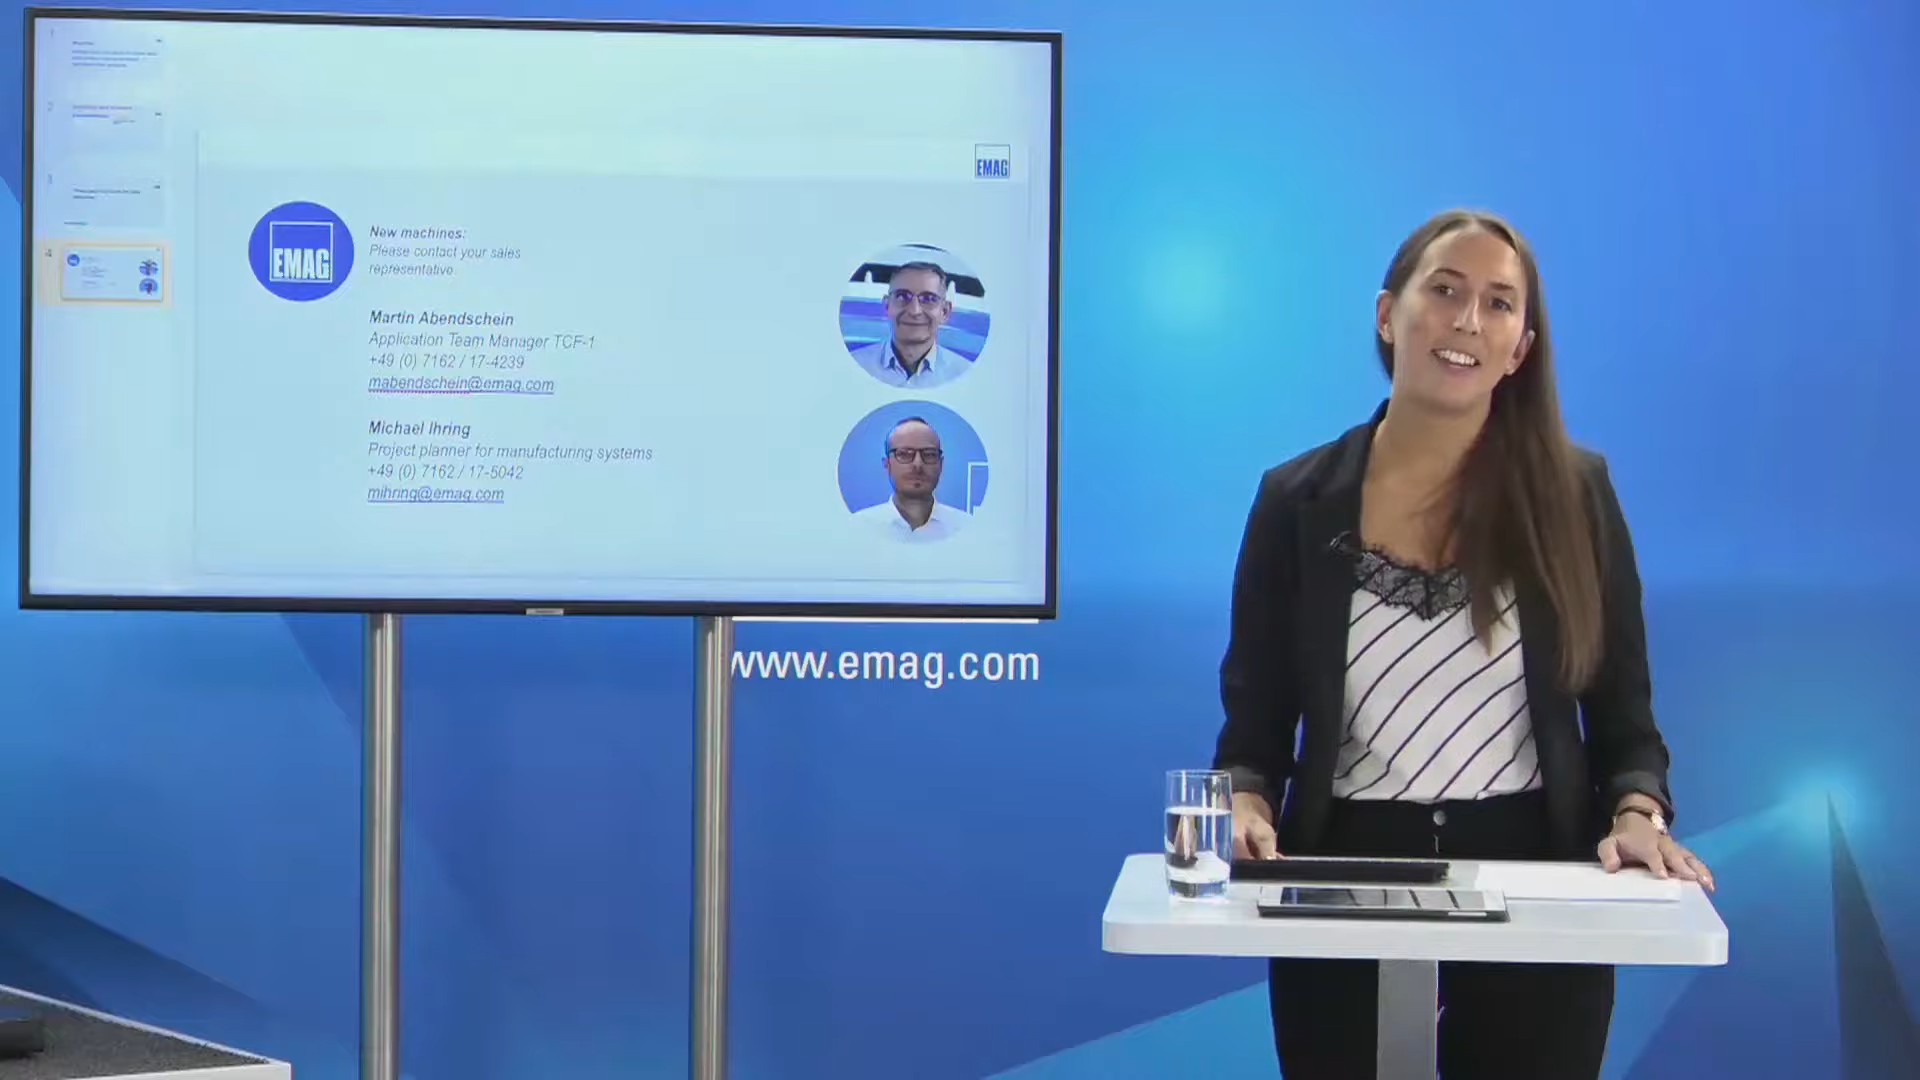 EMAG
EMAG
New machines:
Please contact your sales
representative.
Martin Abendschein
Application Team Manager TCF-1
+49 (0) 7162 / 17-4239
mabendschein@emag.com
Michael Ihring
Project planner for manufacturing systems
+49 (0) 7162 / 17-5042
mihring@emag.com
www.emag.com